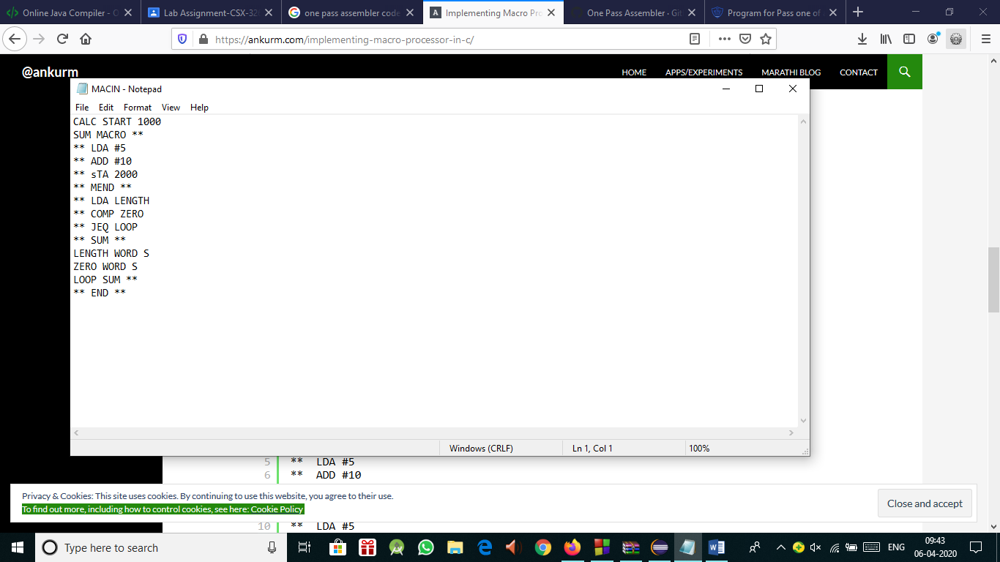 Online Java Compiler - O
Lab Assignment-CSX-32
one pass assembler code
Implementing Macro Pro
One Pass Assembler · Git
Program for Pass one of
https://ankurm.com/implementing-macro-processor-in-c/
@ankurm
HOME APPS/EXPERIMENTS MARATHI BLOG CONTACT
MACIN - Notepad
File Edit Format View Help
CALC START 1000
SUM MACRO **
** LDA #5
** ADD #10
** sTA 2000
** MEND **
** LDA LENGTH
** COMP ZERO
** JEQ LOOP
** SUM **
LENGTH WORD S
ZERO WORD S
LOOP SUM **
** END **
Windows (CRLF) Ln 1, Col 1 100%
5 ** LDA #5
6 ** ADD #10
Privacy & Cookies: This site uses cookies. By continuing to use this website, you agree to their use.
To find out more, including how to control cookies, see here: Cookie Policy
Close and accept
10 ** LDA #5
Type here to search
ENG
09:43
06-04-2020